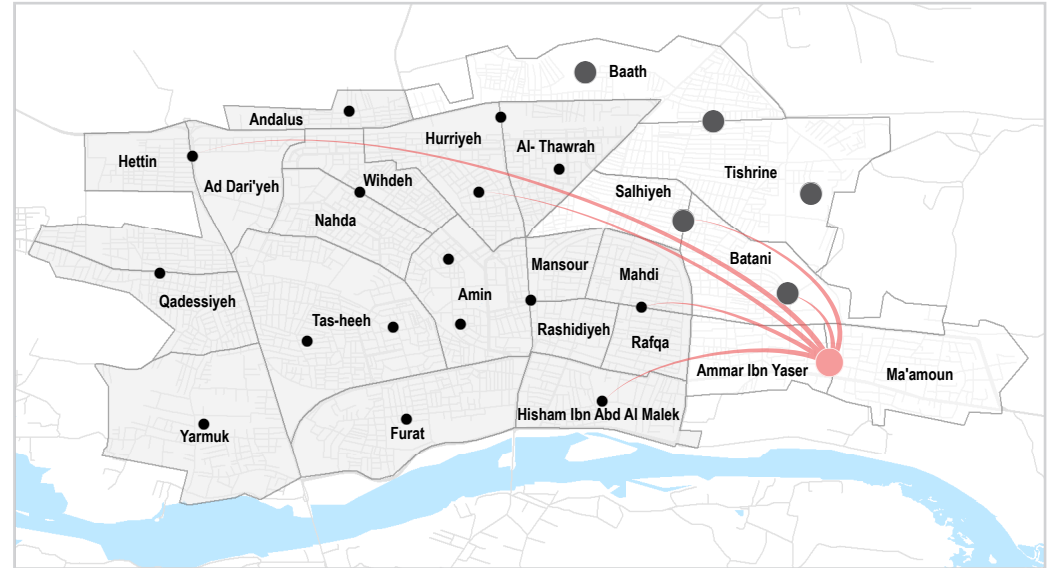 Baath
Andalus
Hurriyeh
Al- Thawrah
Hettin
Tishrine
Wihdeh
Ad Dari'yeh
Salhiyeh
Nahda
Batani
Mansour
Mahdi
Amin
Qadessiyeh
Tas-heeh
Rashidiyeh
Rafqa
Ammar Ibn Yaser
Ma'amoun
Hisham Ibn Abd Al Malek
Yarmuk
Furat